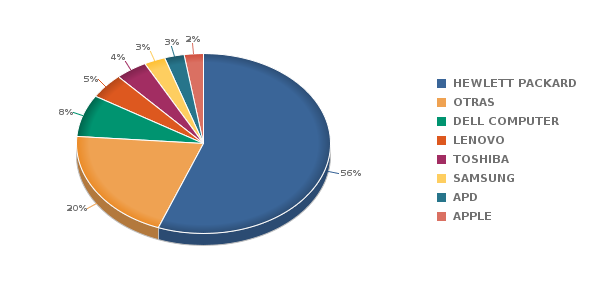 2%
3%
3%
4%
5%
8%
20%
56%
HEWLETT PACKARD
OTRAS
DELL COMPUTER
LENOVO
TOSHIBA
SAMSUNG
APD
APPLE